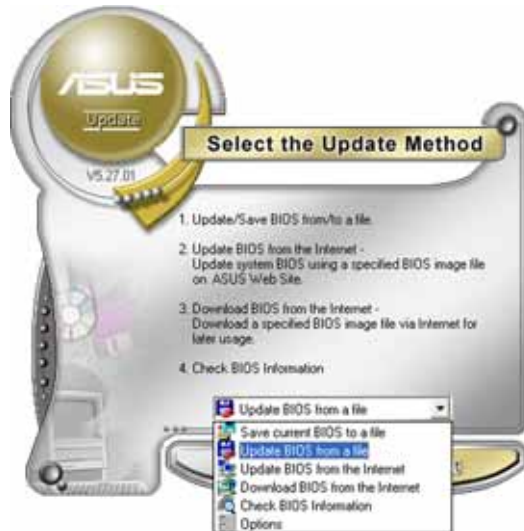 ASUS
Update
V5.27.01
Select the Update Method
1. Update/Save BIOS from/to a file.
2. Update BIOS from the Internet -
Update system BIOS using a specified BIOS image file
on ASUS Web Site.
3. Download BIOS from the Internet -
Download a specified BIOS image file via Internet for
later usage.
4. Check BIOS Information
Update BIOS from a file
Save current BIOS to a file
Update BIOS from a file
Update BIOS from the Internet
Download BIOS from the Internet
Check BIOS Information
Options